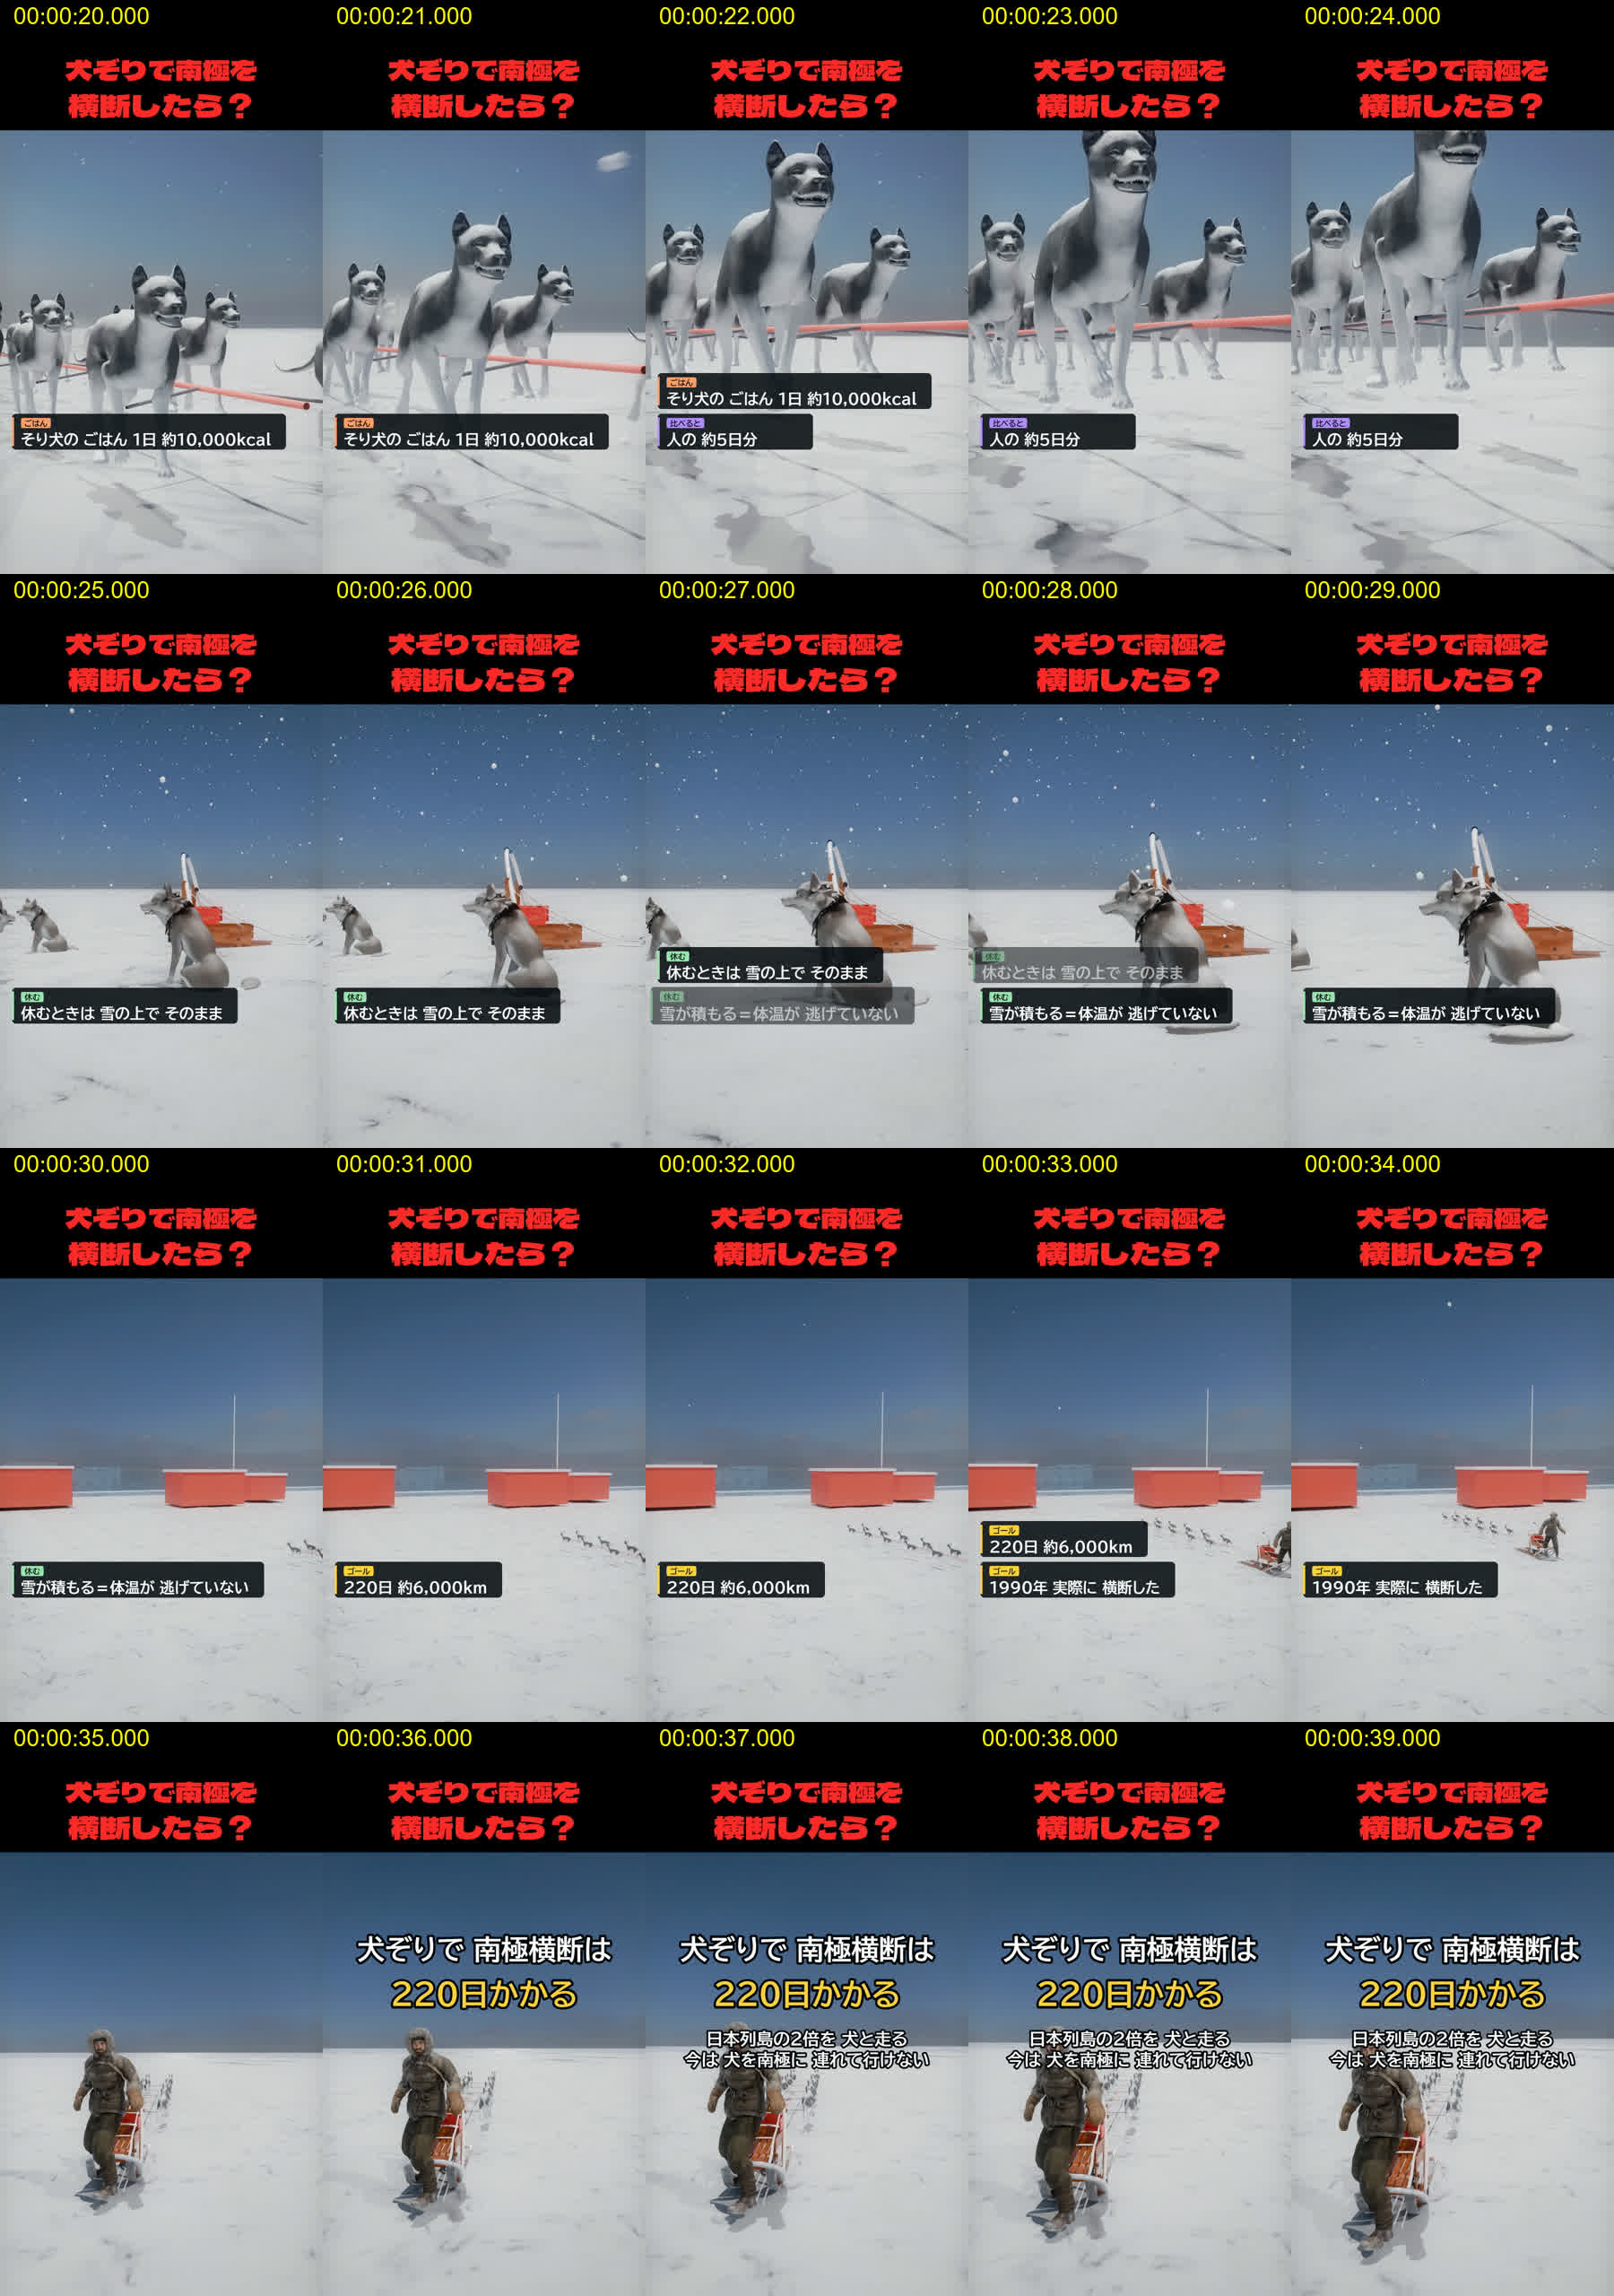 00:00:20.000
犬ぞりで南極を
横断したら？
ごはん
そり犬の ごはん 1日 約10,000kcal
00:00:21.000
犬ぞりで南極を
横断したら？
ごはん
そり犬の ごはん 1日 約10,000kcal
00:00:22.000
犬ぞりで南極を
横断したら？
ごはん
そり犬の ごはん 1日 約10,000kcal
比べると
人の 約5日分
00:00:23.000
犬ぞりで南極を
横断したら？
比べると
人の 約5日分
00:00:24.000
犬ぞりで南極を
横断したら？
比べると
人の 約5日分
00:00:25.000
犬ぞりで南極を
横断したら？
休む
休むときは 雪の上で そのまま
00:00:26.000
犬ぞりで南極を
横断したら？
休む
休むときは 雪の上で そのまま
00:00:27.000
犬ぞりで南極を
横断したら？
休む
休むときは 雪の上で そのまま
休む
雪が積もる＝体温が 逃げていない
00:00:28.000
犬ぞりで南極を
横断したら？
休む
休むときは 雪の上で そのまま
休む
雪が積もる＝体温が 逃げていない
00:00:29.000
犬ぞりで南極を
横断したら？
休む
雪が積もる＝体温が 逃げていない
00:00:30.000
犬ぞりで南極を
横断したら？
休む
雪が積もる＝体温が 逃げていない
00:00:31.000
犬ぞりで南極を
横断したら？
ゴール
220日 約6,000km
00:00:32.000
犬ぞりで南極を
横断したら？
ゴール
220日 約6,000km
00:00:33.000
犬ぞりで南極を
横断したら？
ゴール
220日 約6,000km
ゴール
1990年 実際に 横断した
00:00:34.000
犬ぞりで南極を
横断したら？
ゴール
1990年 実際に 横断した
00:00:35.000
犬ぞりで南極を
横断したら？
00:00:36.000
犬ぞりで南極を
横断したら？
犬ぞりで 南極横断は
220日かかる
00:00:37.000
犬ぞりで南極を
横断したら？
犬ぞりで 南極横断は
220日かかる
日本列島の2倍を 犬と走る
今は 犬を南極に 連れて行けない
00:00:38.000
犬ぞりで南極を
横断したら？
犬ぞりで 南極横断は
220日かかる
日本列島の2倍を 犬と走る
今は 犬を南極に 連れて行けない
00:00:39.000
犬ぞりで南極を
横断したら？
犬ぞりで 南極横断は
220日かかる
日本列島の2倍を 犬と走る
今は 犬を南極に 連れて行けない